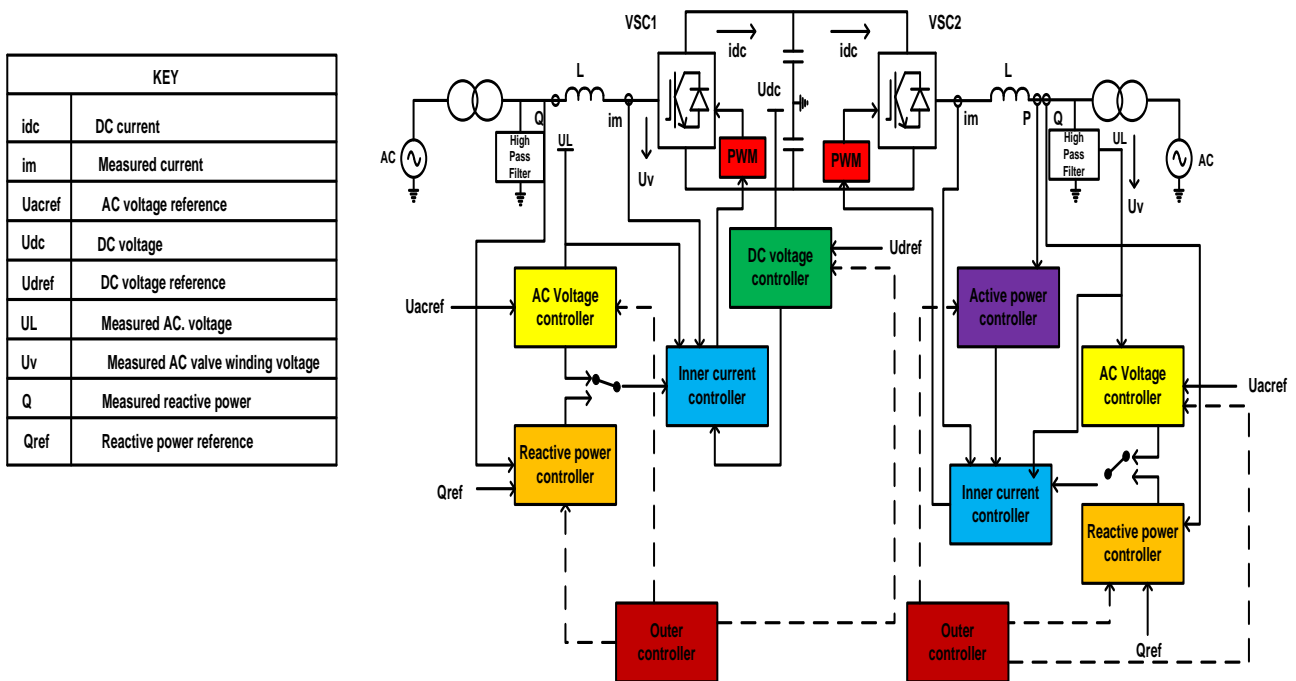 KEY
idc DC current
im Measured current
Uacref AC voltage reference
Udc DC voltage
Udref DC voltage reference
UL Measured AC. voltage
Uv Measured AC valve winding voltage
Q Measured reactive power
Qref Reactive power reference
VSC1
idc
idc
VSC2
L
Udc
L
Q
im
im
P
Q
AC
High
Pass
Filter
UL
Uv
PWM
PWM
High
Pass
Filter
UL
Uv
AC
Uacref
AC Voltage
controller
DC voltage
controller
Udref
Active power
controller
Inner current
controller
AC Voltage
controller
Uacref
Reactive power
controller
Qref
Inner current
controller
Reactive power
controller
Outer
controller
Outer
controller
Qref